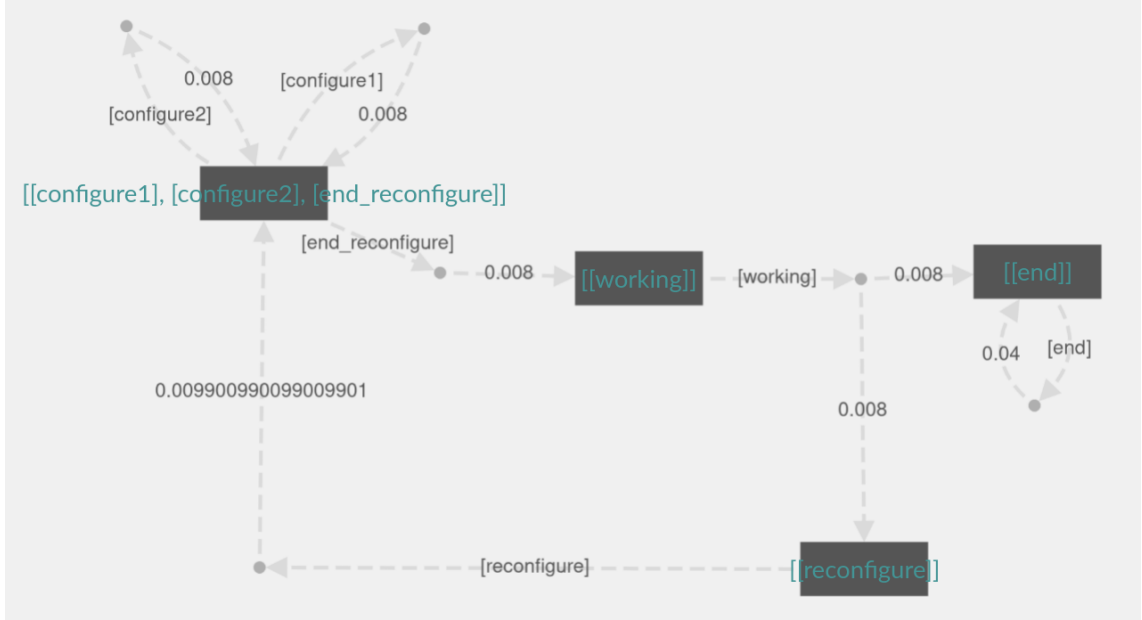 0.008
[configure1]
[configure2]
0.008
[[configure1], [configure2], [end_reconfigure]]
[end_reconfigure]
0.008
[[working]]
[working]
0.008
[[end]]
0.04
[end]
0.009900990099009901
0.008
[reconfigure]
[[reconfigure]]